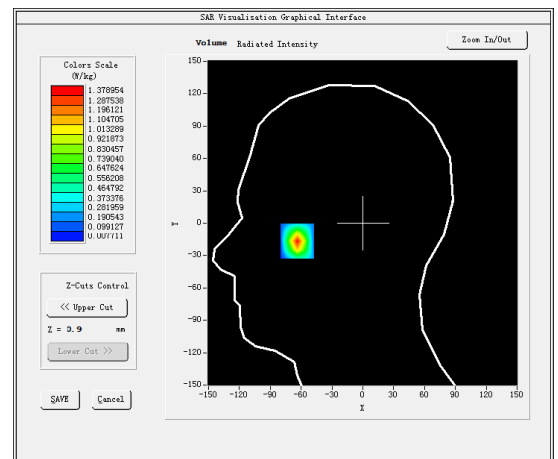 SAR Visualisation Graphical Interface
Volume Radiated Intensity
Zoom In/Out
Colors Scale
(W/kg)
1.378954
1.287538
1.196121
1.104705
1.013289
0.921873
0.830457
0.739040
0.647624
0.556208
0.464792
0.373376
0.281959
0.190543
0.099127
0.007711
150
120
90
60
30
0
-30
-60
-90
-120
-150
Y
-150 -120 -90 -60 -30 0 30 60 90 120 150
X
Z-Cuts Control
<< Upper Cut
Z = 0.9 mm
Lower Cut >>
SAVE
Cancel